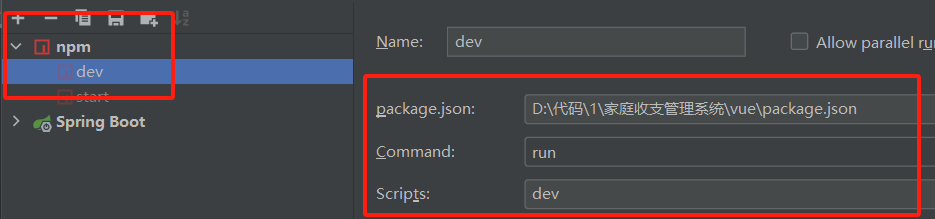 npm
dev
start
Spring Boot
Name: dev
Allow parallel ru
package.json: D:\代码\1\家庭收支管理系统\vue\package.json
Command: run
Scripts: dev